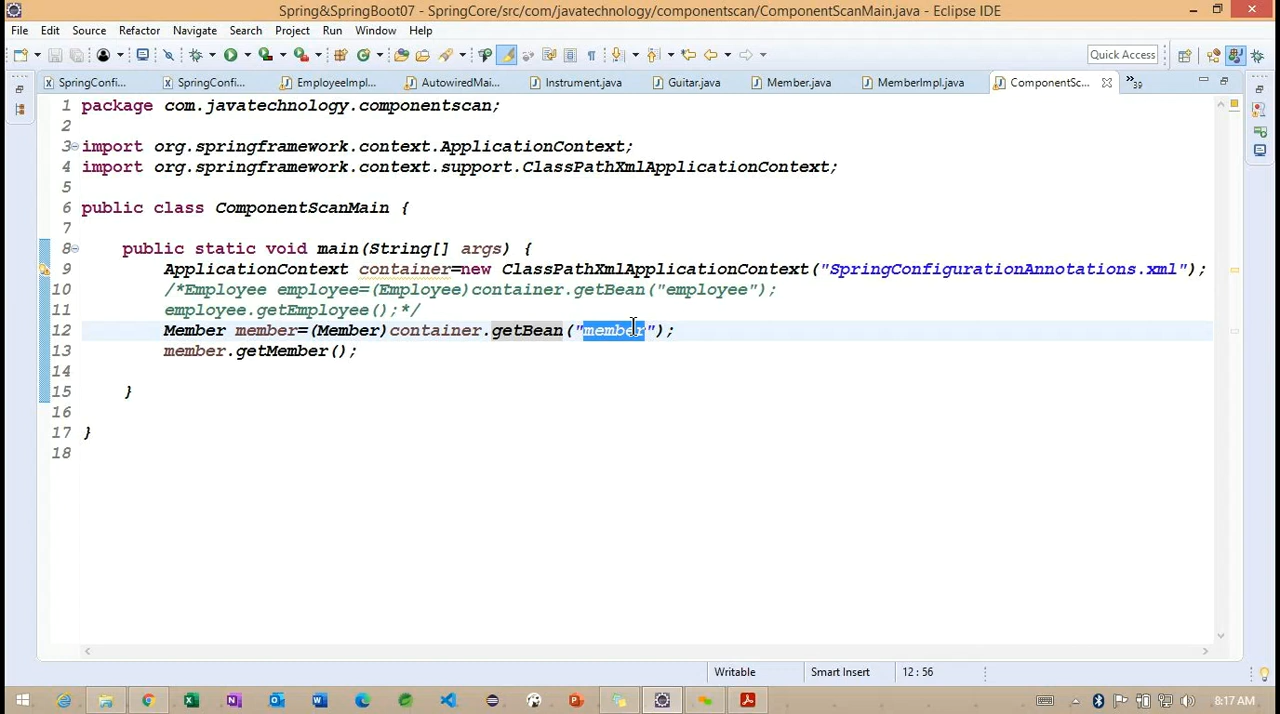 Spring&SpringBoot07 - SpringCore/src/com/javatechnology/componentscan/ComponentScanMain.java - Eclipse IDE
File Edit Source Refactor Navigate Search Project Run Window Help
Quick Access
SpringConfi... SpringConfi... EmployeeImpl... AutowiredMai... Instrument.java Guitar.java Member.java MemberImpl.java ComponentSc... »39
1 package com.javatechnology.componentscan;
2
3 import org.springframework.context.ApplicationContext;
4 import org.springframework.context.support.ClassPathXmlApplicationContext;
5
6 public class ComponentScanMain {
7
8 public static void main(String[] args) {
9 ApplicationContext container=new ClassPathXmlApplicationContext("SpringConfigurationAnnotations.xml");
10 /*Employee employee=(Employee)container.getBean("employee");
11 employee.getEmployee();*/
12 Member member=(Member)container.getBean("member");
13 member.getMember();
14
15 }
16
17 }
18
Writable Smart Insert 12 : 56
8:17 AM